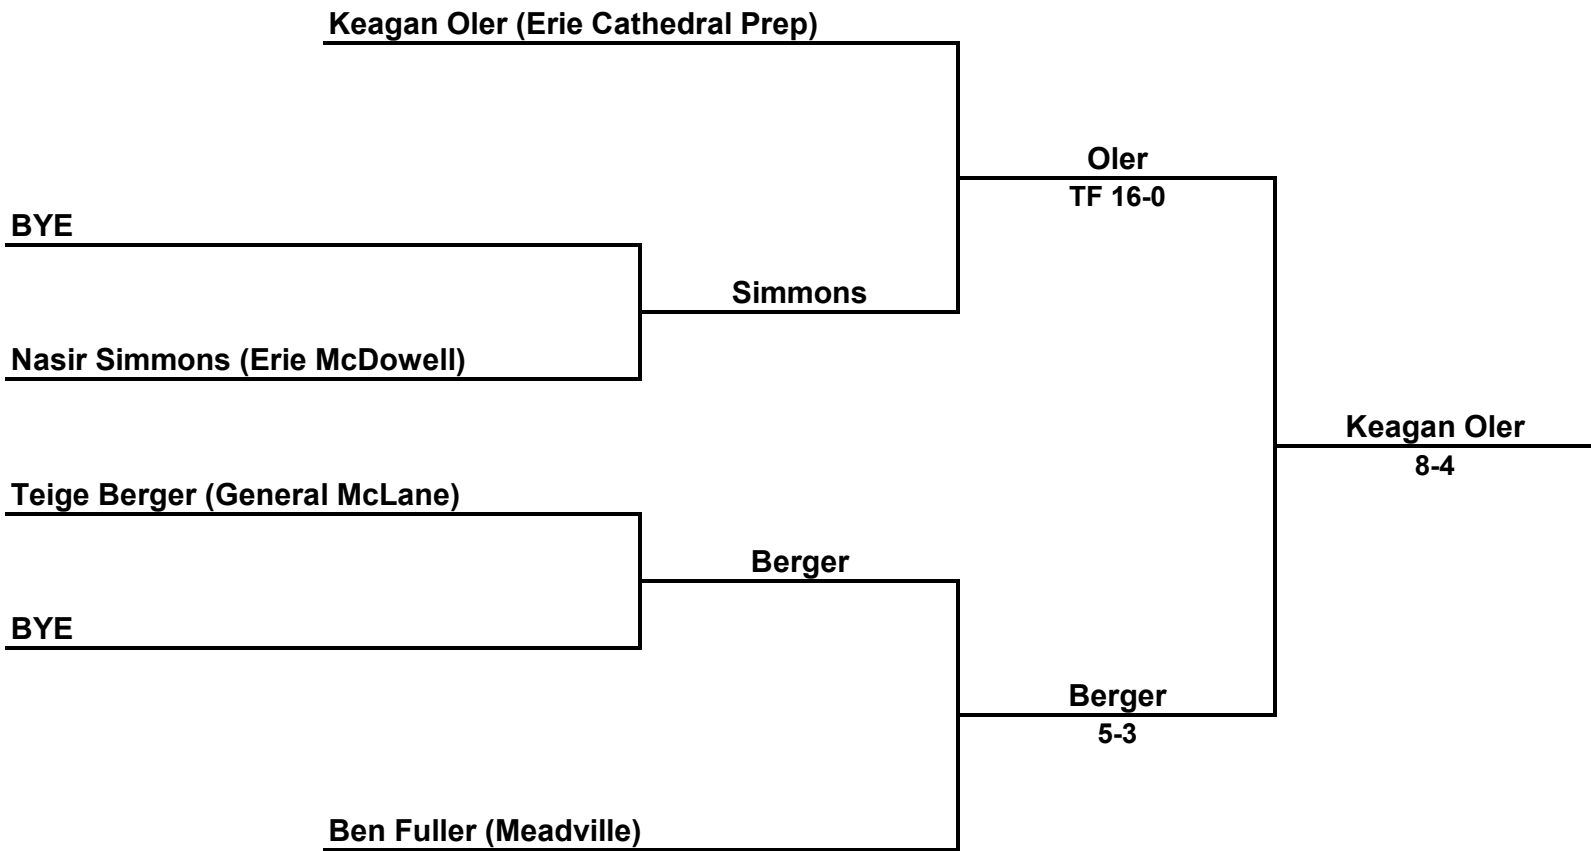 Keagan Oler (Erie Cathedral Prep)
Oler
TF 16-0
BYE
Simmons
Nasir Simmons (Erie McDowell)
Keagan Oler
8-4
Teige Berger (General McLane)
Berger
BYE
Berger
5-3
Ben Fuller (Meadville)